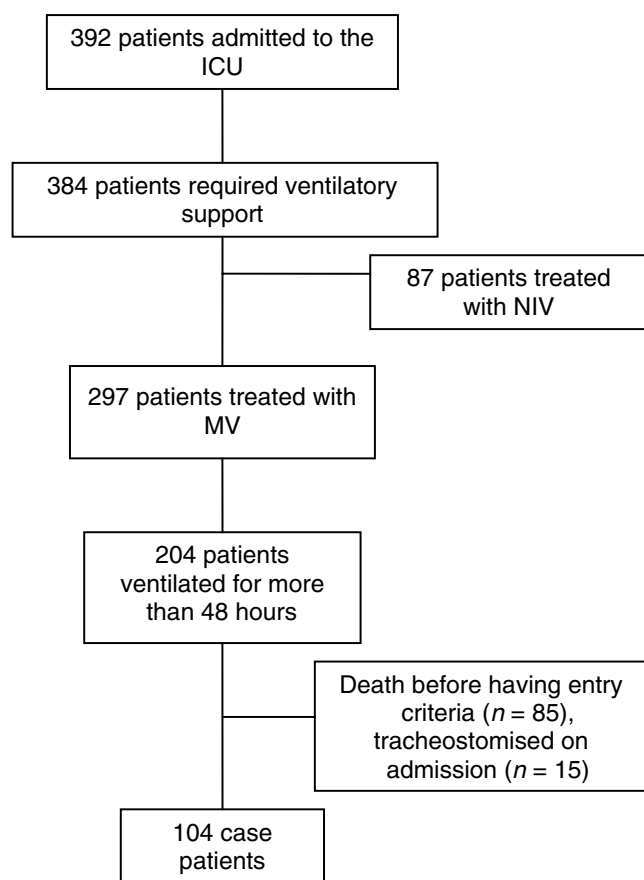 392 patients admitted to the
ICU
384 patients required ventilatory
support
87 patients treated
with NIV
297 patients treated with
MV
204 patients
ventilated for more
than 48 hours
Death before having entry
criteria (n = 85),
tracheostomised on
admission (n = 15)
104 case
patients